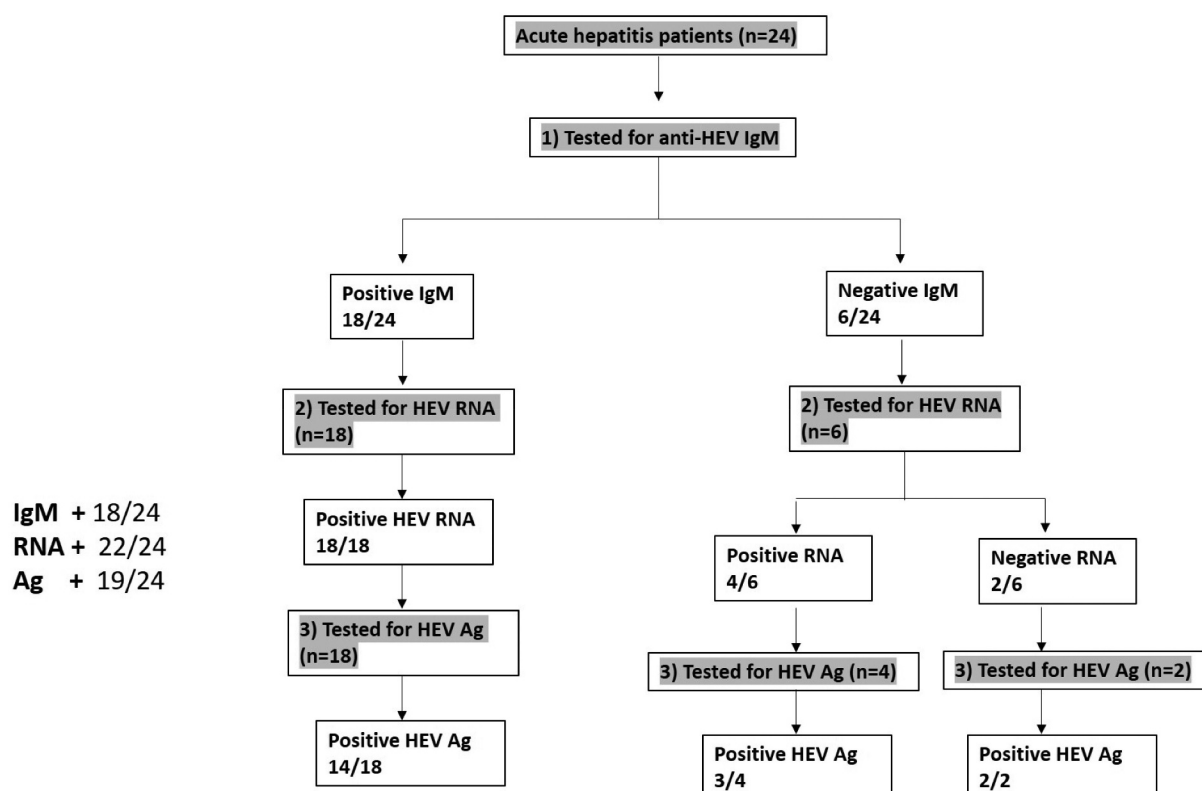 Acute hepatitis patients (n=24)
1) Tested for anti-HEV IgM
Positive IgM
18/24
Negative IgM
6/24
2) Tested for HEV RNA
(n=18)
2) Tested for HEV RNA
(n=6)
IgM + 18/24
RNA + 22/24
Ag + 19/24
Positive HEV RNA
18/18
Positive RNA
4/6
Negative RNA
2/6
3) Tested for HEV Ag
(n=18)
3) Tested for HEV Ag (n=4)
3) Tested for HEV Ag (n=2)
Positive HEV Ag
14/18
Positive HEV Ag
3/4
Positive HEV Ag
2/2